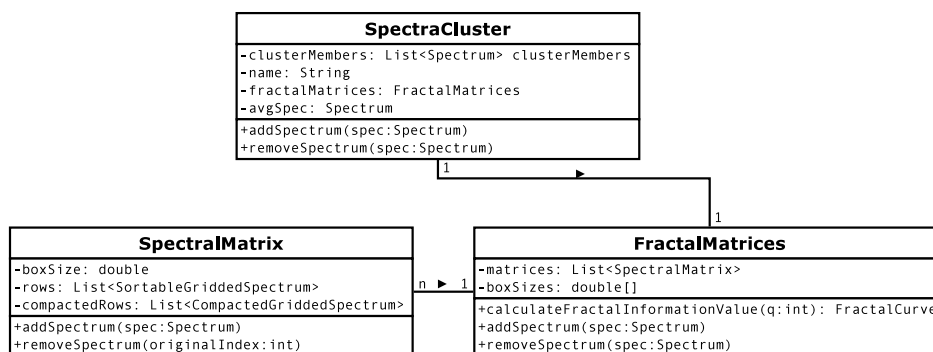 SpectraCluster
-clusterMembers: List<Spectrum> clusterMembers
-name: String
-fractalMatrices: FractalMatrices
-avgSpec: Spectrum
+addSpectrum(spec:Spectrum)
+removeSpectrum(spec:Spectrum)
1
1
SpectralMatrix
-boxSize: double
-rows: List<SortableGriddedSpectrum>
-compactedRows: List<CompactedGriddedSpectrum>
+addSpectrum(spec:Spectrum)
+removeSpectrum(originalIndex:int)
n
1
FractalMatrices
-matrices: List<SpectralMatrix>
-boxSizes: double[]
+calculateFractalInformationValue(q:int): FractalCurve
+addSpectrum(spec:Spectrum)
+removeSpectrum(spec:Spectrum)